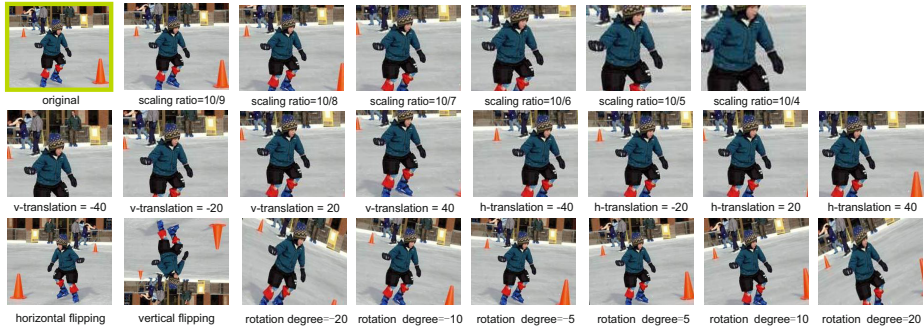 original scaling ratio=10/9 scaling ratio=10/8 scaling ratio=10/7 scaling ratio=10/6 scaling ratio=10/5 scaling ratio=10/4
v-translation = -40 v-translation = -20 v-translation = 20 v-translation = 40 h-translation = -40 h-translation = -20 h-translation = 20 h-translation = 40
horizontal flipping vertical flipping rotation degree=-20 rotation degree=-10 rotation degree=-5 rotation degree=5 rotation degree=10 rotation degree=20